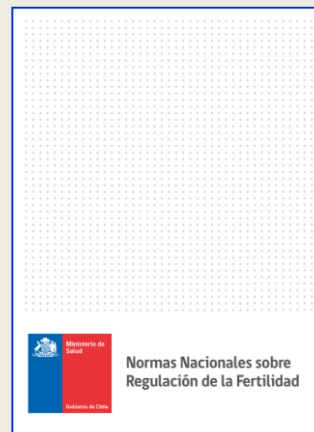 Ministerio de
Salud
Gobierno de Chile
Normas Nacionales sobre
Regulación de la Fertilidad